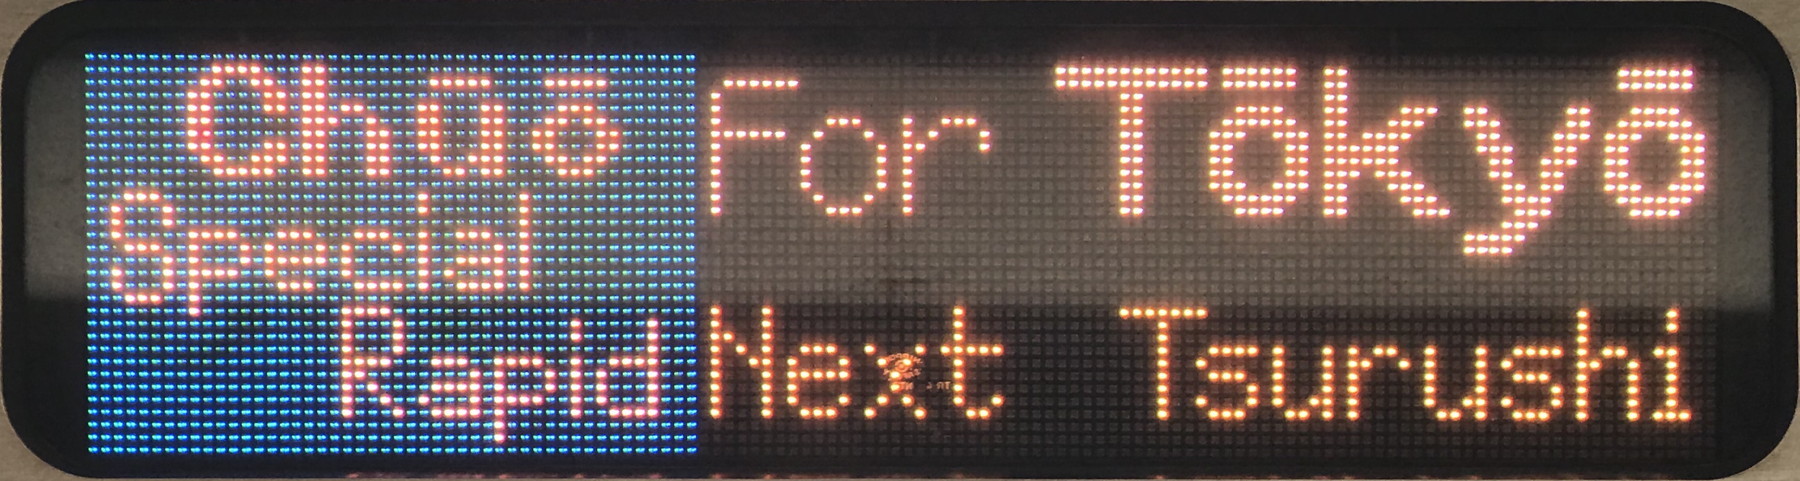 Chūō
Special
Rapid
For Tōkyō
Next Tsurushi